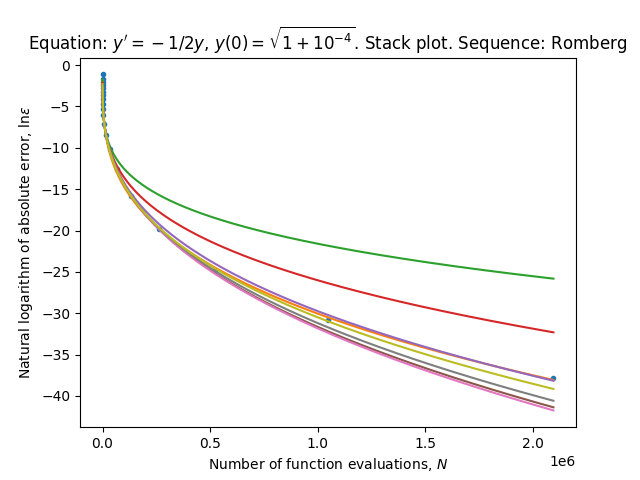 Equation: y′ = −1/2y, y(0) = √(1 + 10⁻⁴). Stack plot. Sequence: Romberg
0
−5
−10
−15
−20
−25
−30
−35
−40
Natural logarithm of absolute error, lnε
0.0 0.5 1.0 1.5 2.0
1e6
Number of function evaluations, N